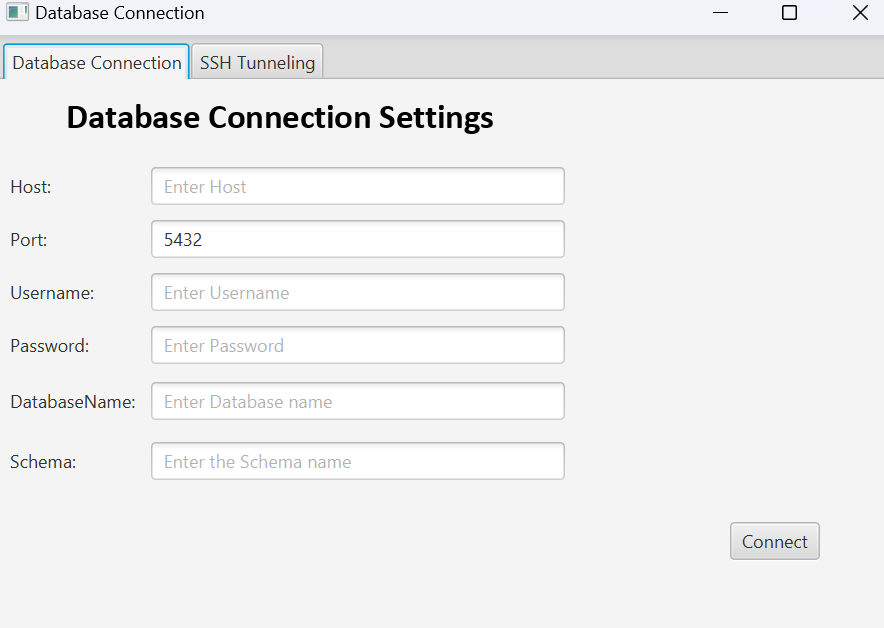 Database Connection
Database Connection SSH Tunneling
Database Connection Settings
Host: Enter Host
Port: 5432
Username: Enter Username
Password: Enter Password
DatabaseName: Enter Database name
Schema: Enter the Schema name
Connect